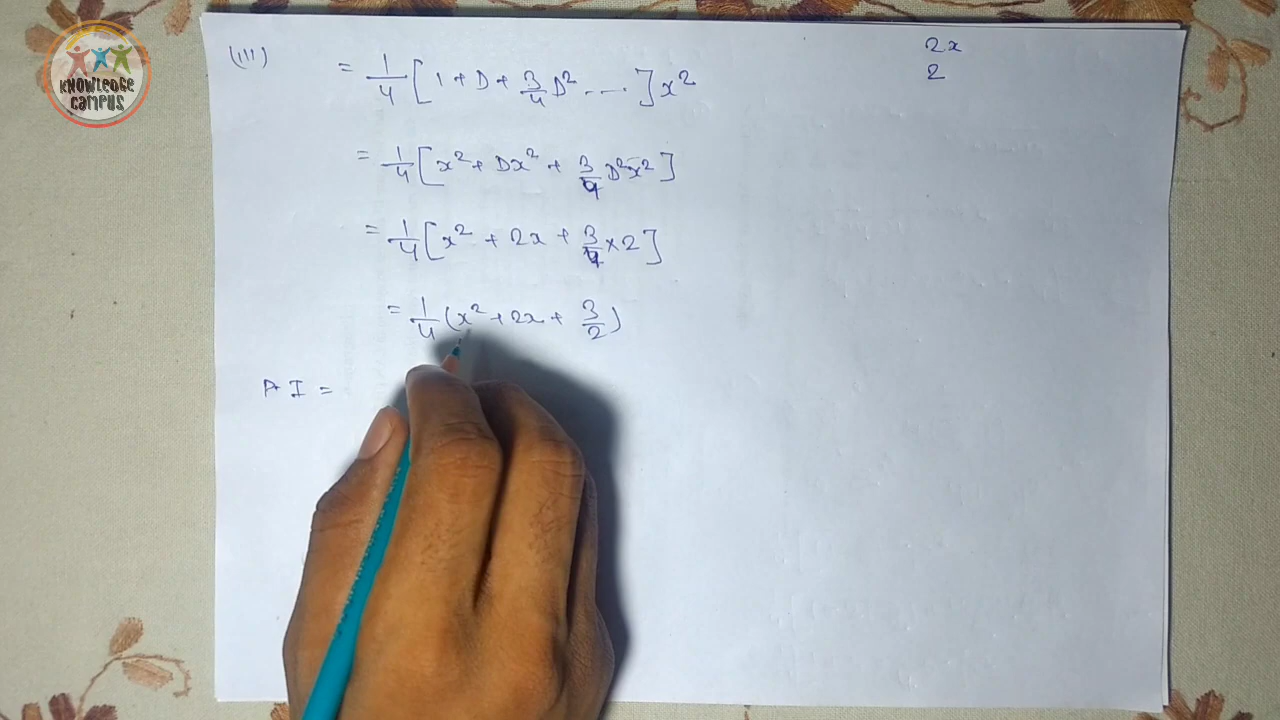 KNOWLEDGE
CAMPUS
(III)
= 1/4 [1 + D + 3/4 D² ......] x²
2x
2
= 1/4 [x² + Dx² + 3/4 D²x²]
= 1/4 [x² + 2x + 3/4 × 2]
= 1/4 (x² + 2x + 3/2)
P I =